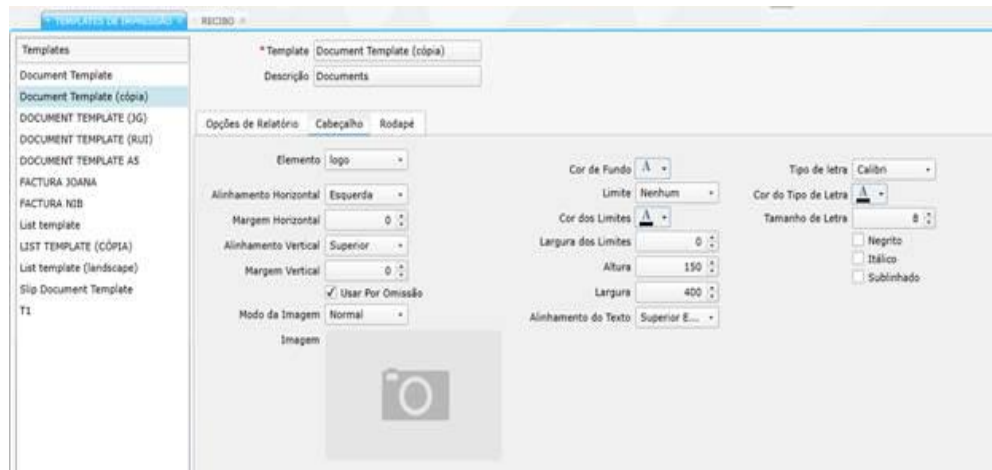 TEMPLATES DE IMPRESSÃO
RECIBO
Templates
Document Template
Document Template (cópia)
DOCUMENT TEMPLATE (JG)
DOCUMENT TEMPLATE (RUI)
DOCUMENT TEMPLATE AS
FACTURA JOANA
FACTURA NIB
List template
LIST TEMPLATE (CÓPIA)
List template (landscape)
Slip Document Template
T1
* Template Document Template (cópia)
Descrição Documents
Opções de Relatório Cabeçalho Rodapé
Elemento logo
Alinhamento Horizontal Esquerda
Margem Horizontal 0
Alinhamento Vertical Superior
Margem Vertical 0
Usar Por Omissão
Modo da Imagem Normal
Imagem
Cor de Fundo A
Limite Nenhum
Cor dos Limites A
Largura dos Limites 0
Altura 150
Largura 400
Alinhamento do Texto Superior E...
Tipo de letra Calibri
Cor do Tipo de Letra A
Tamanho de Letra 8
Negrito
Itálico
Sublinhado